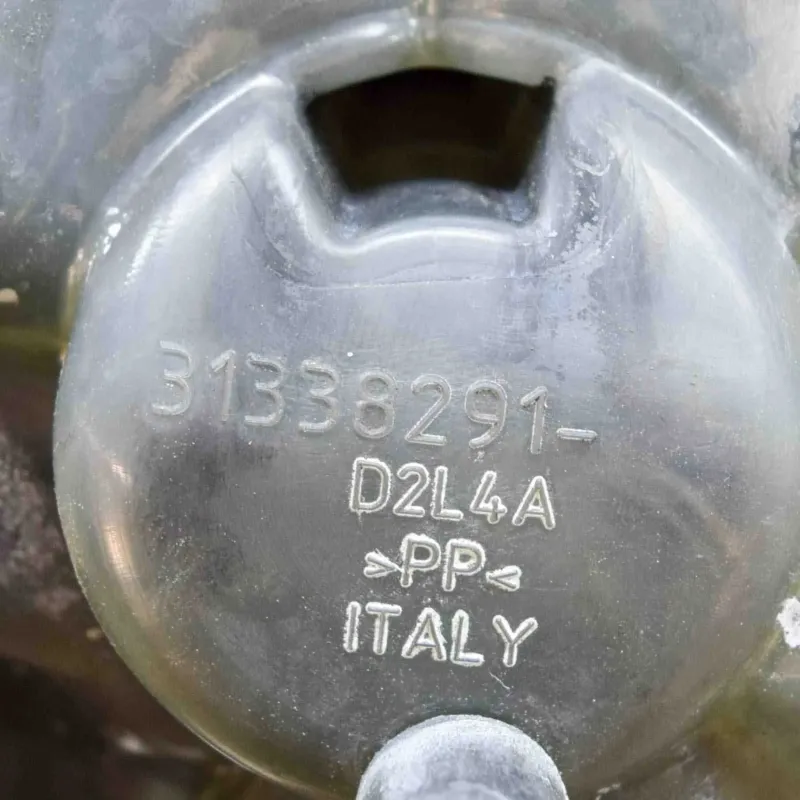 31338291-
D2L4A
>PP<
ITALY